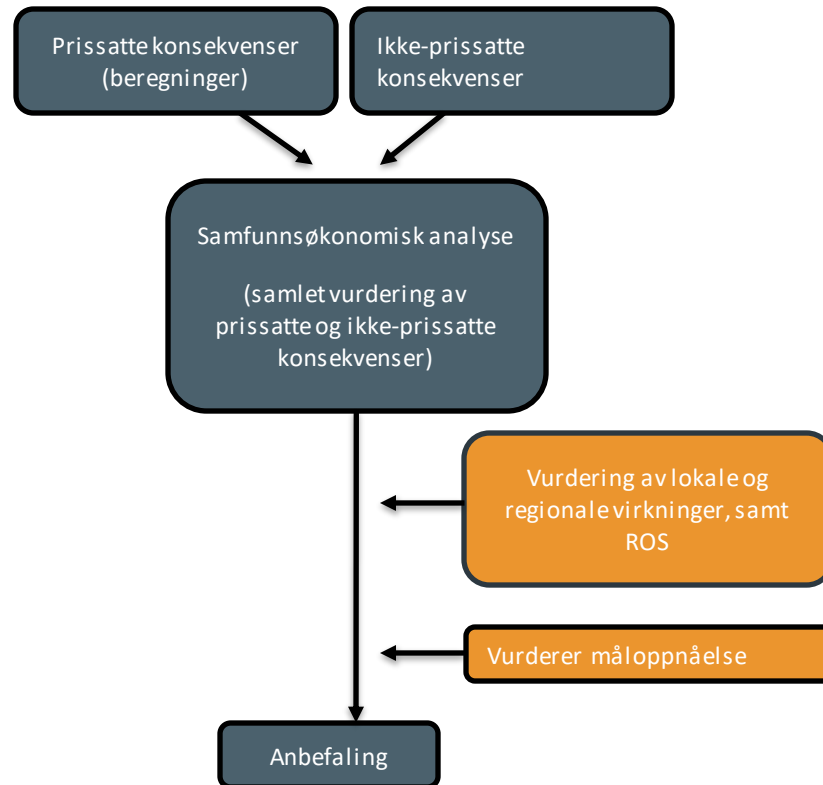 Prissatte konsekvenser
(beregninger)
Ikke-prissatte
konsekvenser
Samfunnsøkonomisk analyse
(samlet vurdering av
prissatte og ikke-prissatte
konsekvenser)
Vurdering av lokale og
regionale virkninger, samt
ROS
Vurderer måloppnåelse
Anbefaling